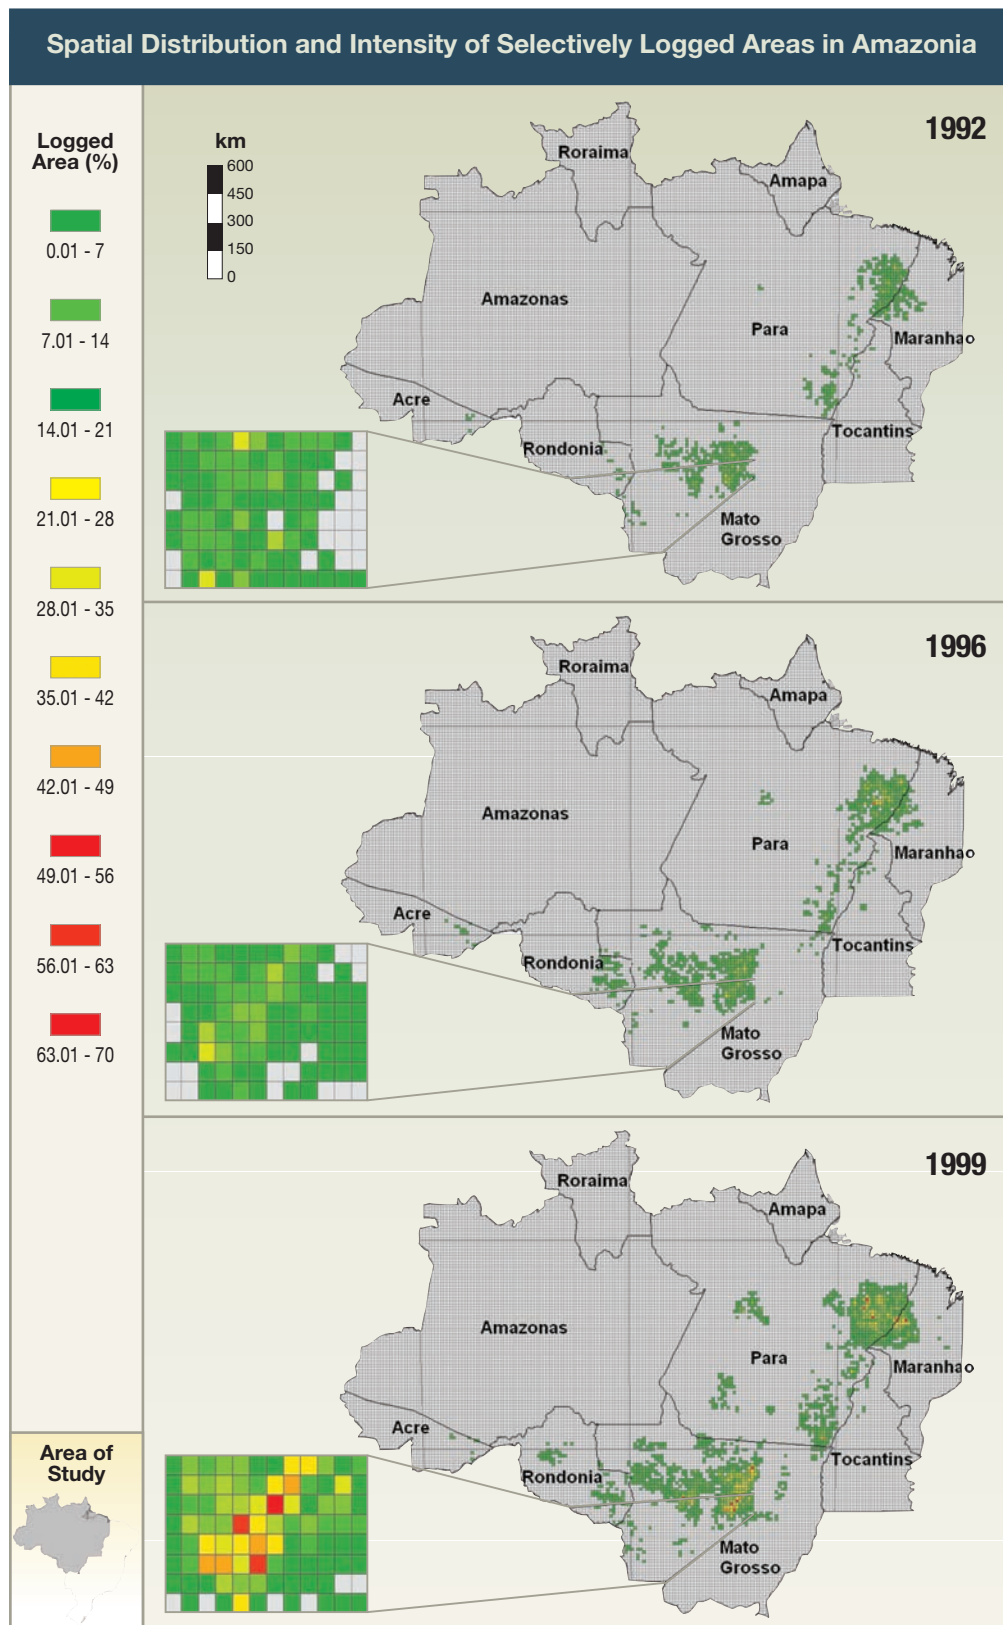 Spatial Distribution and Intensity of Selectively Logged Areas in Amazonia
Logged
Area (%)
0.01 - 7
7.01 - 14
14.01 - 21
21.01 - 28
28.01 - 35
35.01 - 42
42.01 - 49
49.01 - 56
56.01 - 63
63.01 - 70
Area of
Study
km
600
450
300
150
0
1992
Roraima
Amapa
Amazonas
Para
Maranhao
Acre
Tocantins
Rondonia
Mato
Grosso
1996
Roraima
Amapa
Amazonas
Para
Maranhao
Acre
Tocantins
Rondonia
Mato
Grosso
1999
Roraima
Amapa
Amazonas
Para
Maranhao
Acre
Tocantins
Rondonia
Mato
Grosso